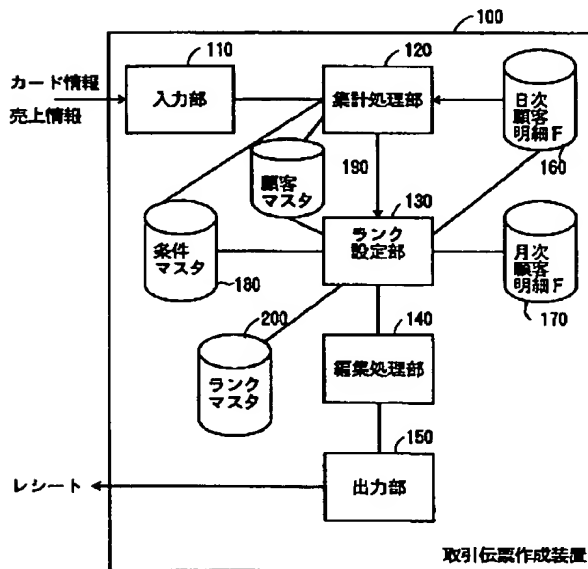 100
110
120
カード情報
売上情報
入力部
集計処理部
日次
顧客
明細F
160
190
顧客
マスタ
130
条件
マスタ
180
ランク
設定部
月次
顧客
明細F
170
200
ランク
マスタ
140
編集処理部
150
レシート
出力部
取引伝票作成装置